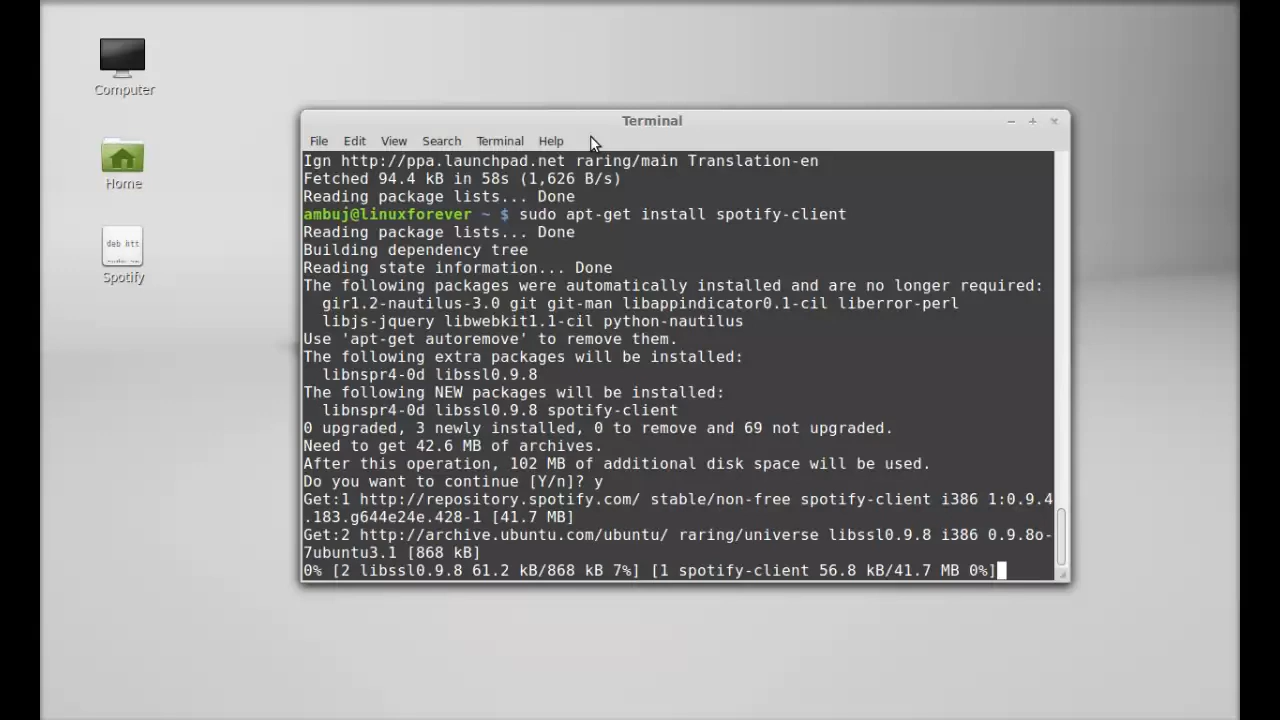 Computer
Home
deb htt
Spotify
Terminal
File Edit View Search Terminal Help
Ign http://ppa.launchpad.net raring/main Translation-en
Fetched 94.4 kB in 58s (1,626 B/s)
Reading package lists... Done
ambuj@linuxforever ~ $ sudo apt-get install spotify-client
Reading package lists... Done
Building dependency tree
Reading state information... Done
The following packages were automatically installed and are no longer required:
gir1.2-nautilus-3.0 git git-man libappindicator0.1-cil liberror-perl
libjs-jquery libwebkit1.1-cil python-nautilus
Use 'apt-get autoremove' to remove them.
The following extra packages will be installed:
libnspr4-0d libssl0.9.8
The following NEW packages will be installed:
libnspr4-0d libssl0.9.8 spotify-client
0 upgraded, 3 newly installed, 0 to remove and 69 not upgraded.
Need to get 42.6 MB of archives.
After this operation, 102 MB of additional disk space will be used.
Do you want to continue [Y/n]? y
Get:1 http://repository.spotify.com/ stable/non-free spotify-client i386 1:0.9.4
.183.g644e24e.428-1 [41.7 MB]
Get:2 http://archive.ubuntu.com/ubuntu/ raring/universe libssl0.9.8 i386 0.9.8o-
7ubuntu3.1 [868 kB]
0% [2 libssl0.9.8 61.2 kB/868 kB 7%] [1 spotify-client 56.8 kB/41.7 MB 0%]